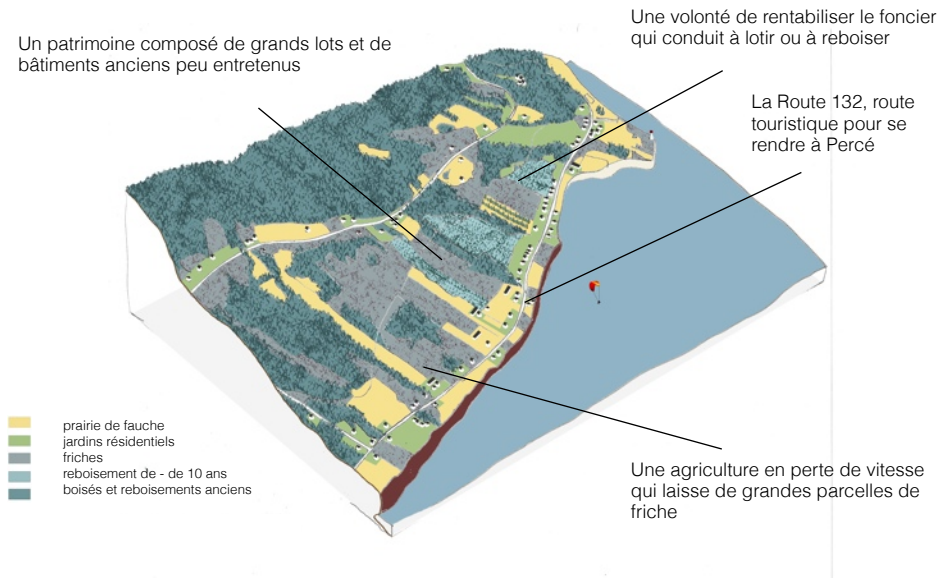 Un patrimoine composé de grands lots et de
bâtiments anciens peu entretenus
Une volonté de rentabiliser le foncier
qui conduit à lotir ou à reboiser
La Route 132, route
touristique pour se
rendre à Percé
prairie de fauche
jardins résidentiels
friches
reboisement de - de 10 ans
boisés et reboisements anciens
Une agriculture en perte de vitesse
qui laisse de grandes parcelles de
friche